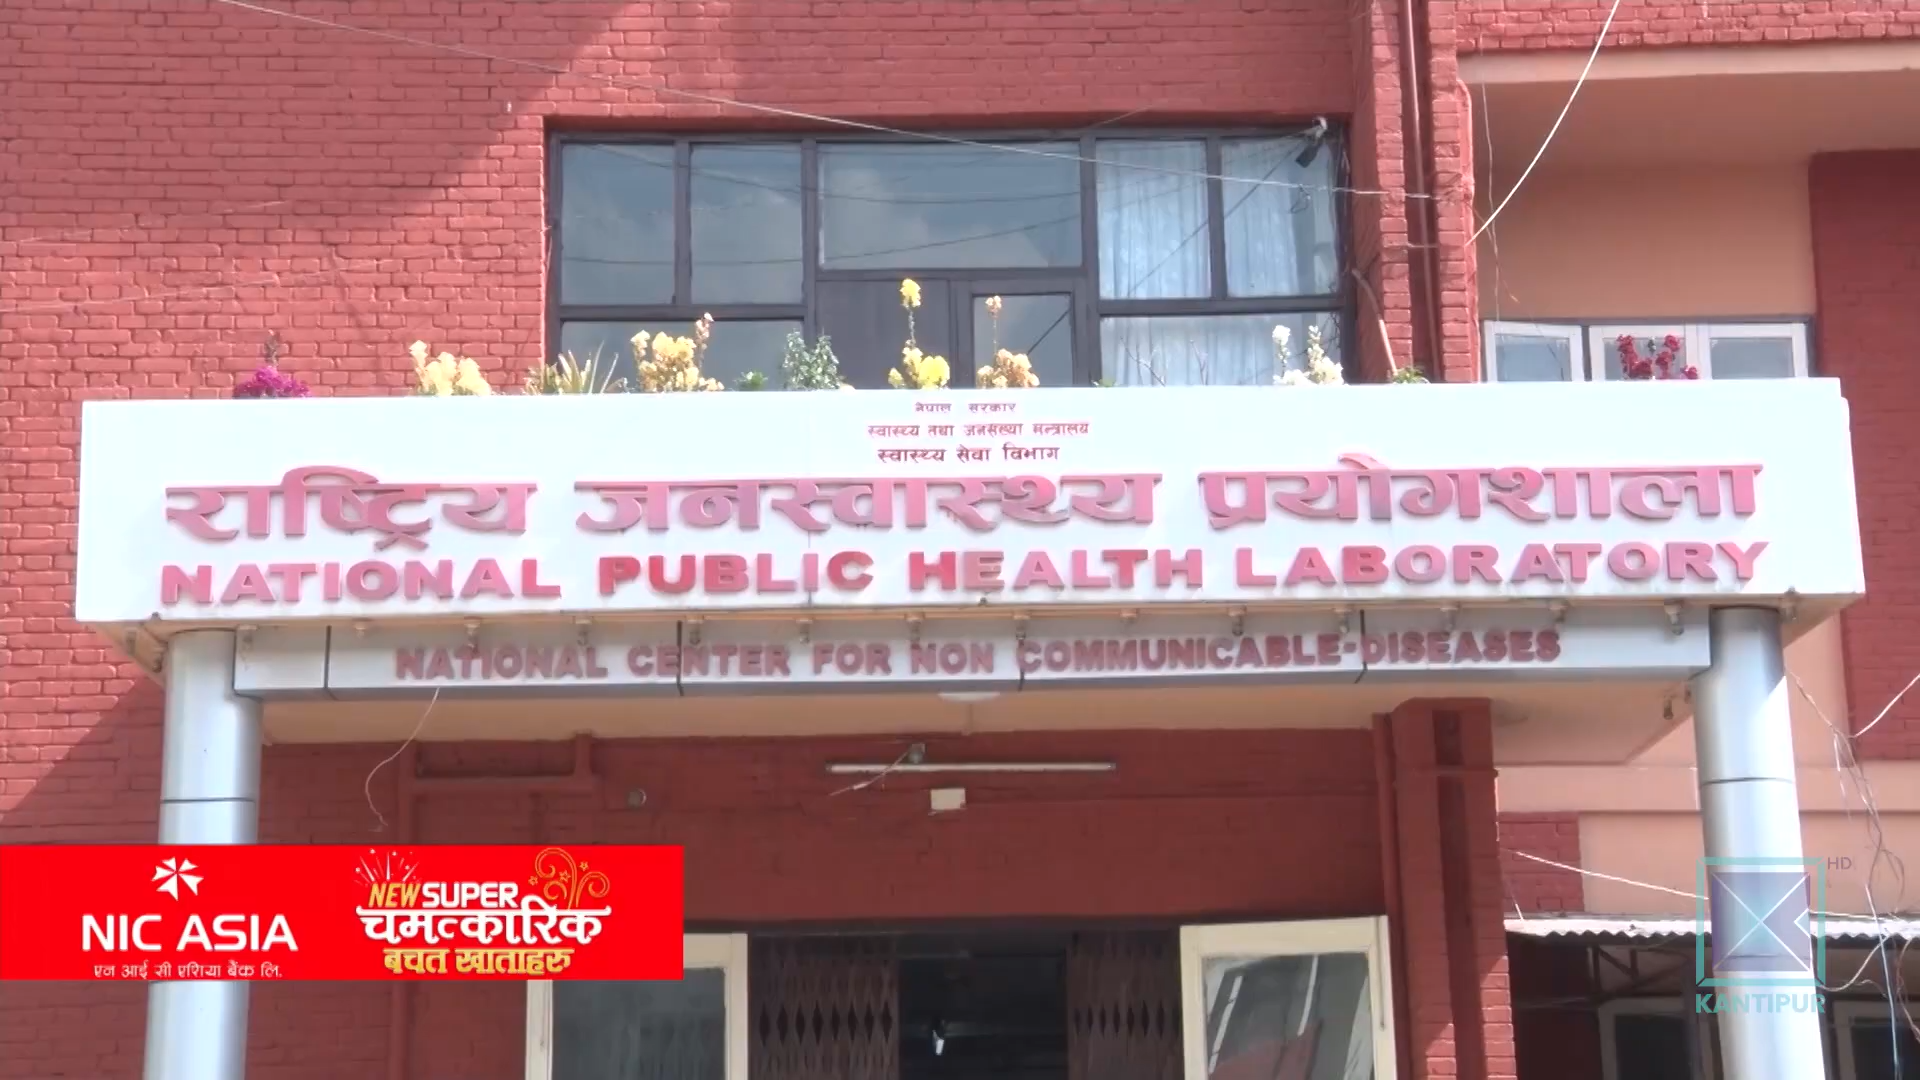 नेपाल सरकार
स्वास्थ्य तथा जनसंख्या मन्त्रालय
स्वास्थ्य सेवा विभाग
राष्ट्रिय जनस्वास्थ्य प्रयोगशाला
NATIONAL PUBLIC HEALTH LABORATORY
NATIONAL CENTER FOR NON COMMUNICABLE-DISEASES
NIC ASIA
एन आई सी एशिया बैंक लि.
NEW SUPER
चमत्कारिक
बचत खाताहरु
HD
KANTIPUR